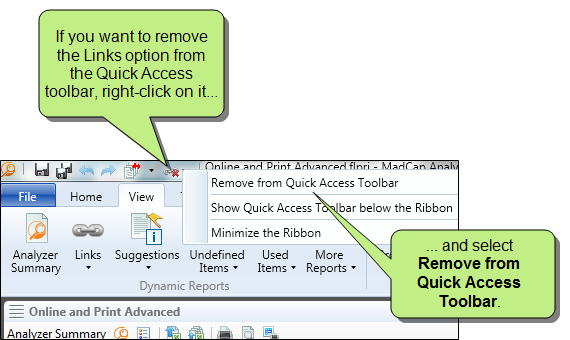 If you want to remove
the Links option from
the Quick Access
toolbar, right-click on it...
Online and Print Advanced.flprj - MadCap Analy
Remove from Quick Access Toolbar
Show Quick Access Toolbar below the Ribbon
Minimize the Ribbon
File Home View
Analyzer Summary
Links
Suggestions
Undefined Items
Used Items
More Reports
Dynamic Reports
... and select
Remove from
Quick Access
Toolbar.
Online and Print Advanced
Analyzer Summary